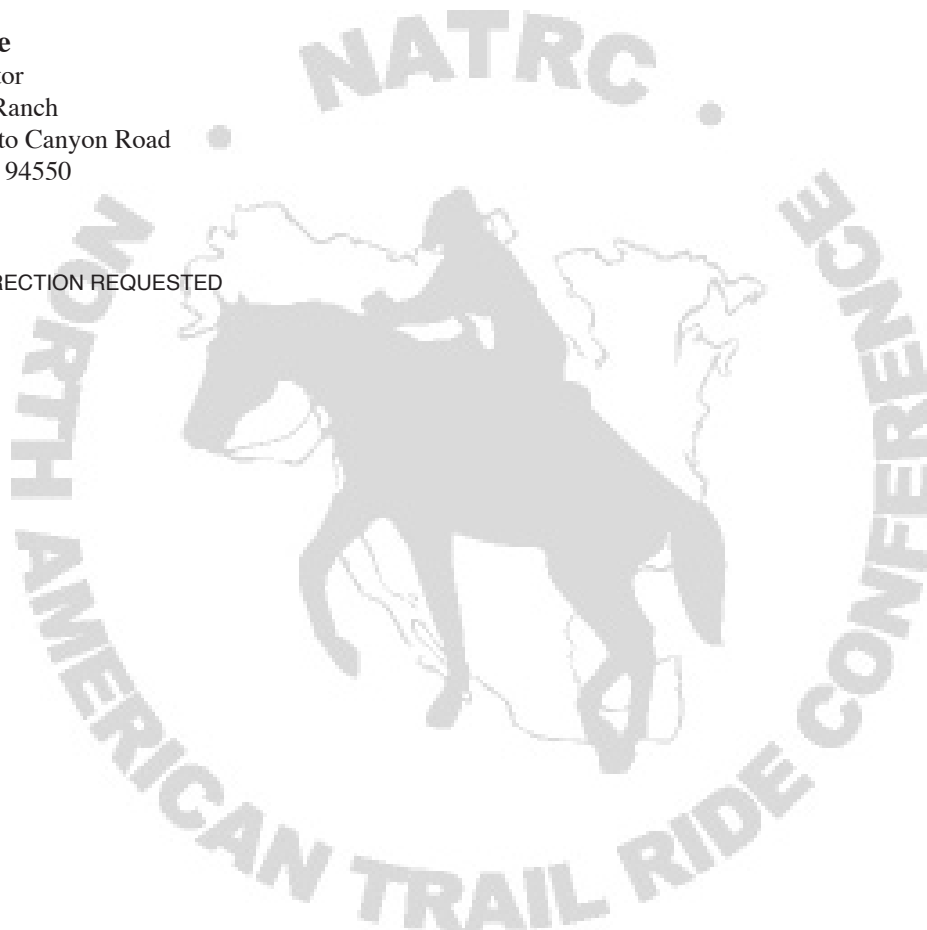 e
tor
Ranch
to Canyon Road
94550
RECTION REQUESTED
• NATRC •
NORTH AMERICAN TRAIL RIDE CONFERENCE